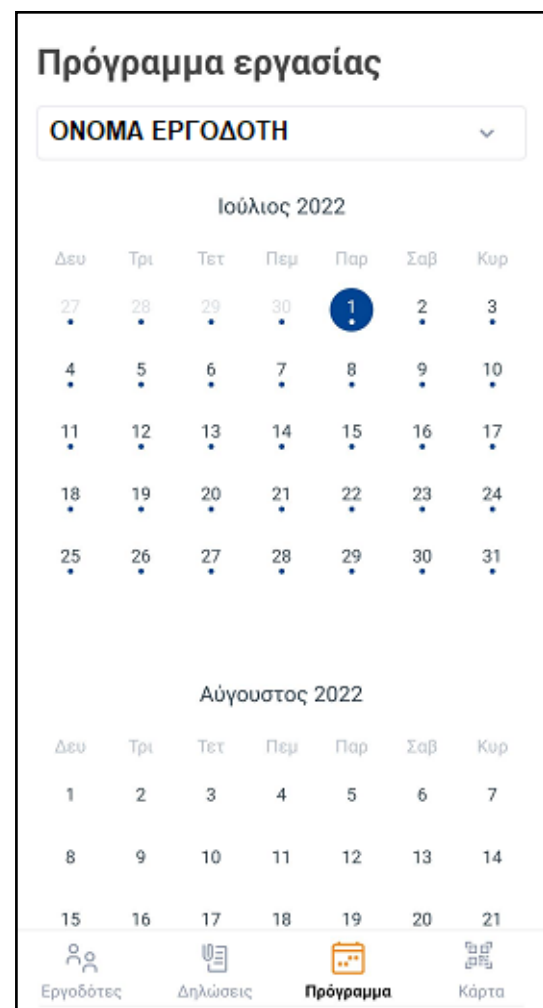 Πρόγραμμα εργασίας
ΟΝΟΜΑ ΕΡΓΟΔΟΤΗ
Ιούλιος 2022
Δευ Τρι Τετ Πεμ Παρ Σαβ Κυρ
27 28 29 30 1 2 3
4 5 6 7 8 9 10
11 12 13 14 15 16 17
18 19 20 21 22 23 24
25 26 27 28 29 30 31
Αύγουστος 2022
Δευ Τρι Τετ Πεμ Παρ Σαβ Κυρ
1 2 3 4 5 6 7
8 9 10 11 12 13 14
15 16 17 18 19 20 21
Εργοδότες Δηλώσεις Πρόγραμμα Κάρτα